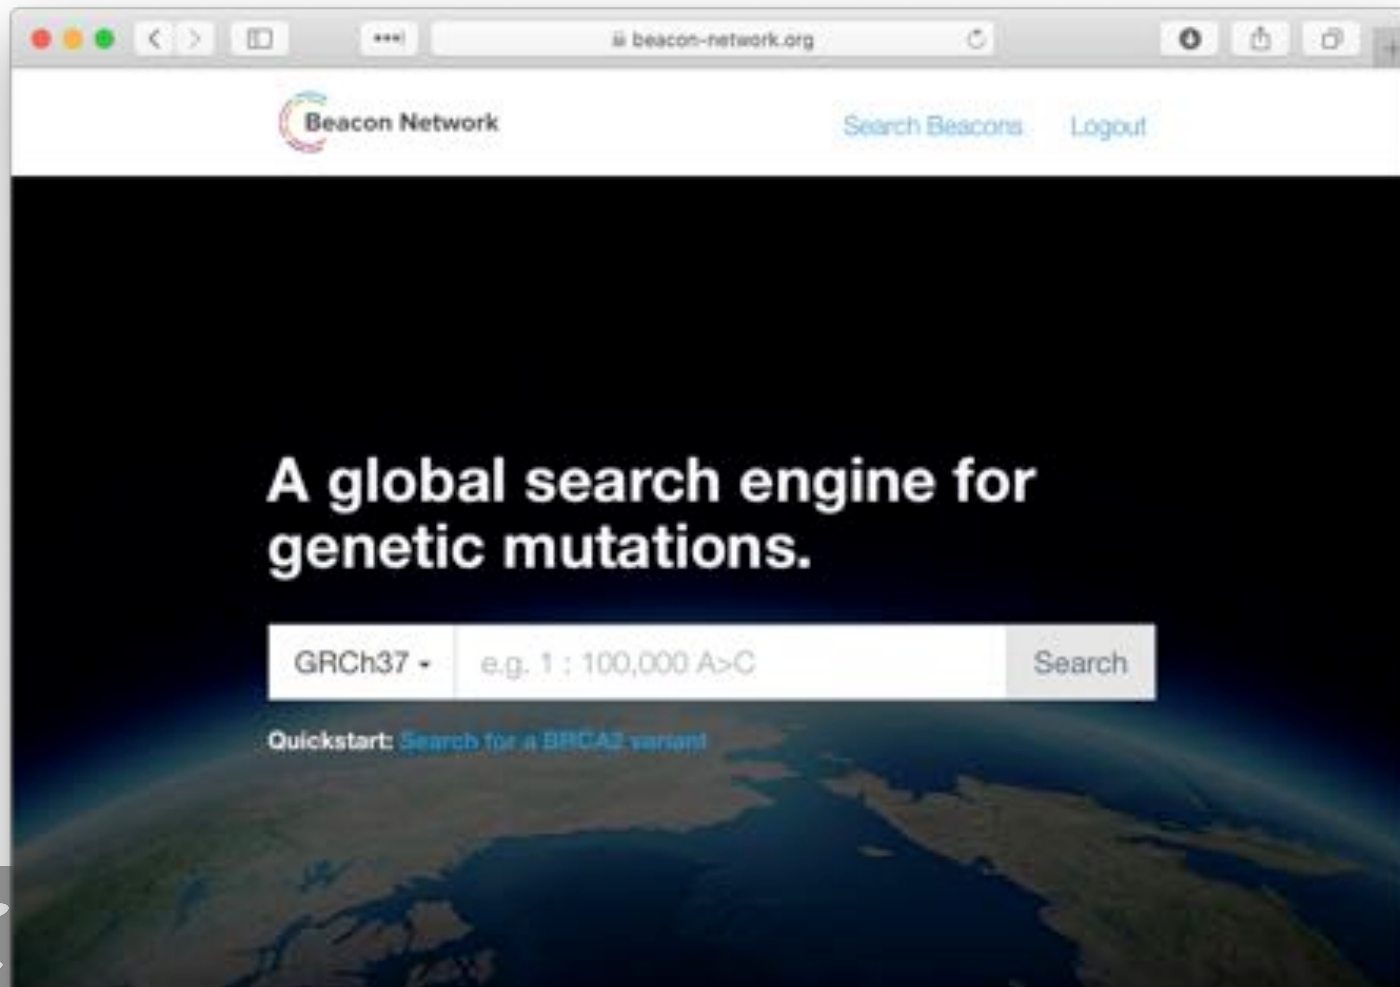 beacon-network.org
Beacon Network
Search Beacons Logout
A global search engine for
genetic mutations.
GRCh37 e.g. 1 : 100,000 A>C Search
Quickstart: Search for a BRCA2 variant